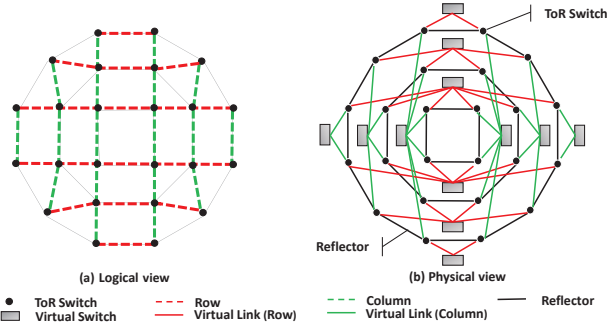 ToR Switch
Reflector
(a) Logical view
(b) Physical view
ToR Switch
Row
Column
Reflector
Virtual Switch
Virtual Link (Row)
Virtual Link (Column)